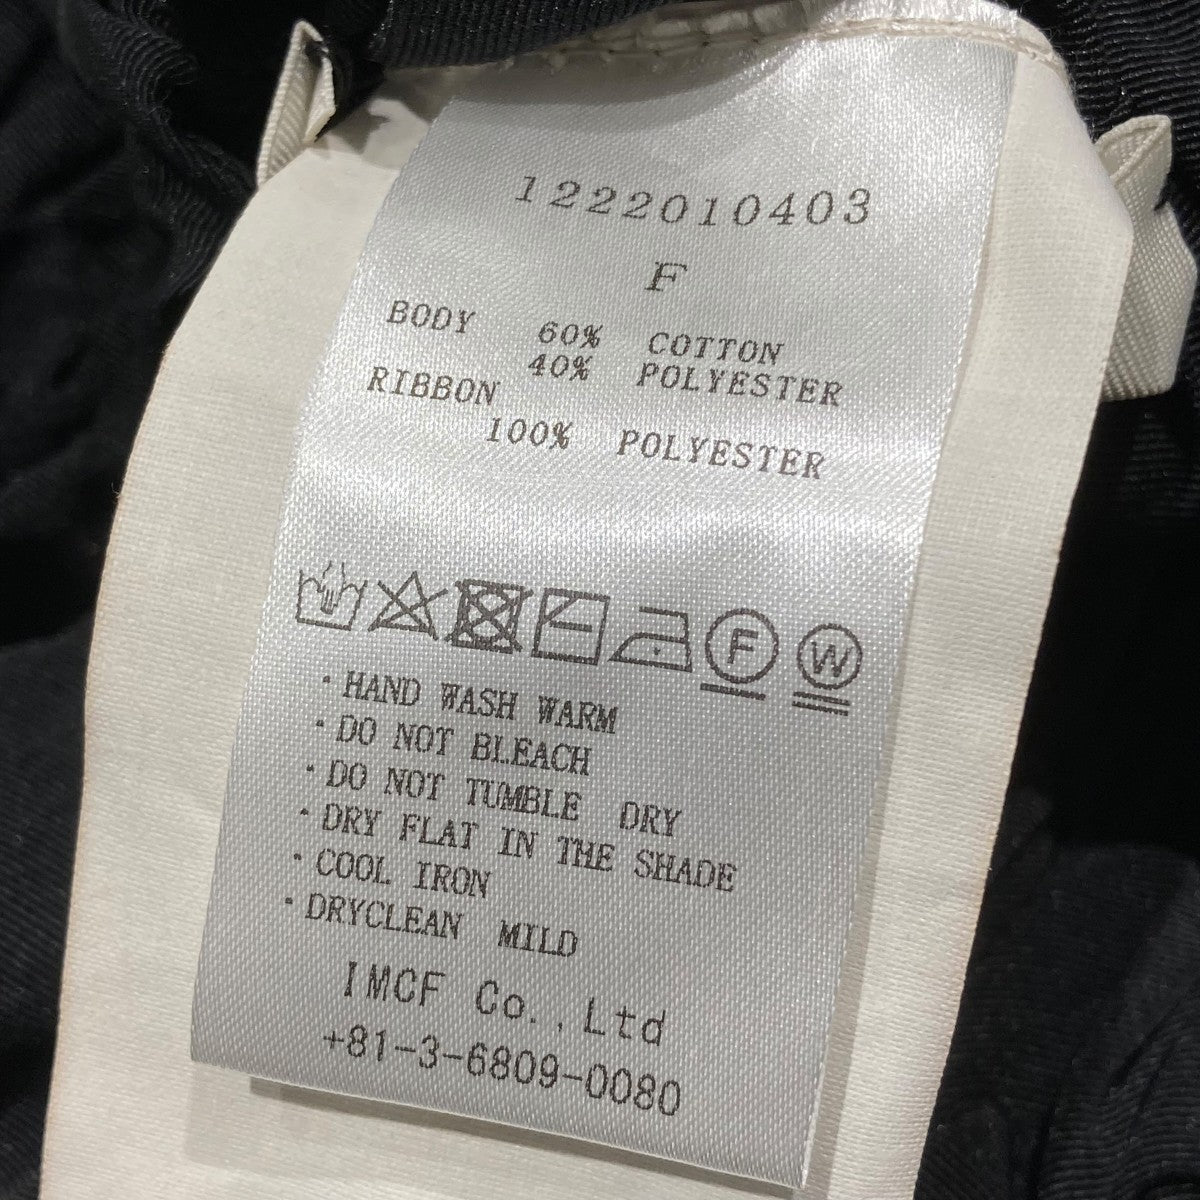 1222010403
F
BODY 60% COTTON
40% POLYESTER
RIBBON
100% POLYESTER
F W
・HAND WASH WARM
・DO NOT BLEACH
・DO NOT TUMBLE DRY
・DRY FLAT IN THE SHADE
・COOL IRON
・DRYCLEAN MILD
IMCF Co.,Ltd
+81-3-6809-0080